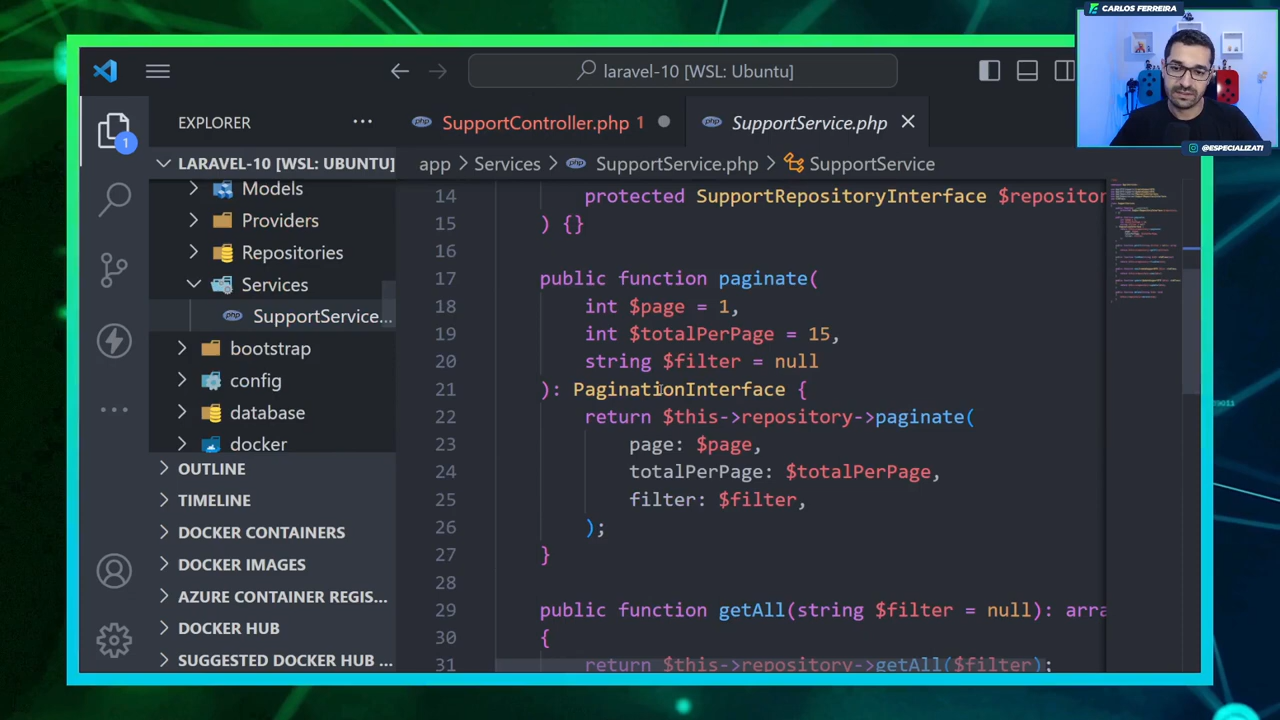 CARLOS FERREIRA
@ESPECIALIZATI
laravel-10 [WSL: Ubuntu]
EXPLORER
SupportController.php 1
SupportService.php
LARAVEL-10 [WSL: UBUNTU]
app > Services > SupportService.php > SupportService
Models
Providers
Repositories
Services
SupportService...
bootstrap
config
database
docker
OUTLINE
TIMELINE
DOCKER CONTAINERS
DOCKER IMAGES
AZURE CONTAINER REGIS...
DOCKER HUB
SUGGESTED DOCKER HUB ...
1
14 protected SupportRepositoryInterface $repositor
15 ) {}
16
17 public function paginate(
18 int $page = 1,
19 int $totalPerPage = 15,
20 string $filter = null
21 ): PaginationInterface {
22 return $this->repository->paginate(
23 page: $page,
24 totalPerPage: $totalPerPage,
25 filter: $filter,
26 );
27 }
28
29 public function getAll(string $filter = null): arra
30 {
31 return $this->repository->getAll($filter);